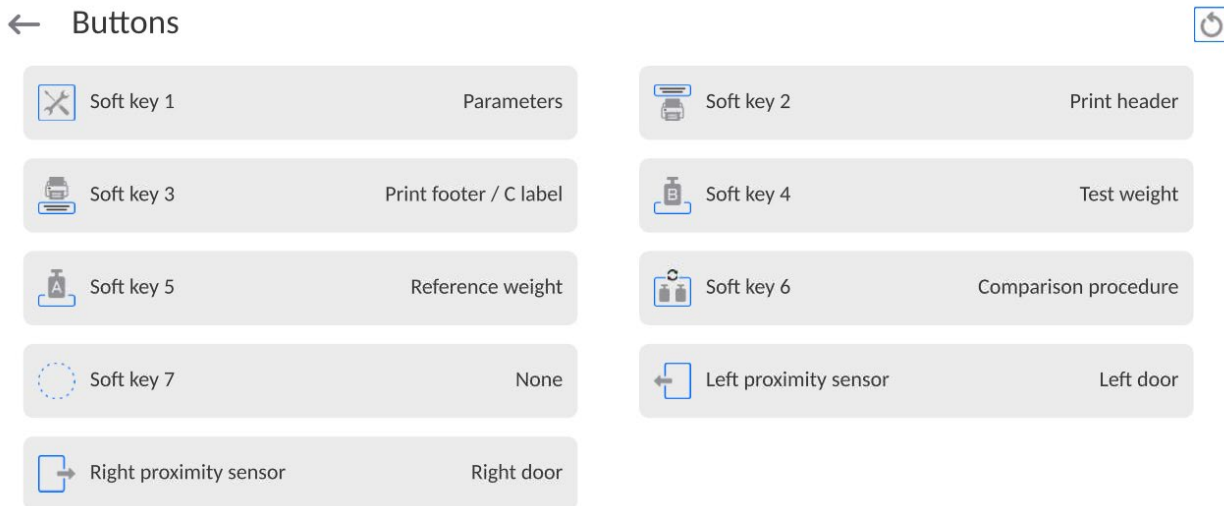 Buttons
Soft key 1 Parameters
Soft key 2 Print header
Soft key 3 Print footer / C label
B
Soft key 4 Test weight
A
Soft key 5 Reference weight
Soft key 6 Comparison procedure
Soft key 7 None
Left proximity sensor Left door
Right proximity sensor Right door